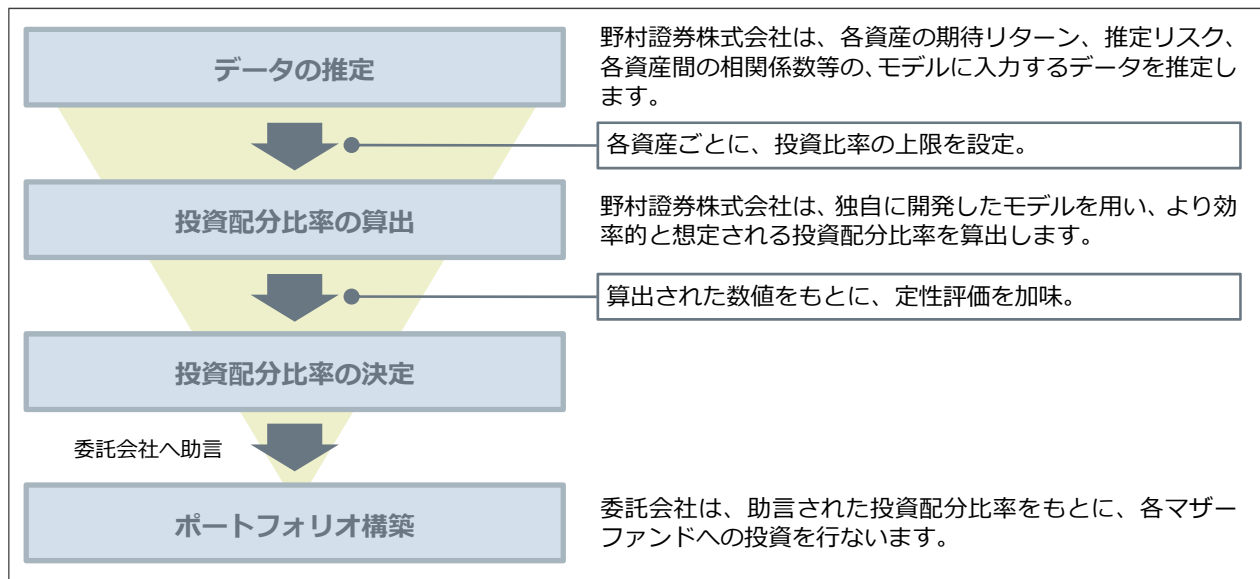 データの推定
野村證券株式会社は、各資産の期待リターン、推定リスク、
各資産間の相関係数等の、モデルに入力するデータを推定し
ます。
各資産ごとに、投資比率の上限を設定。
投資配分比率の算出
野村證券株式会社は、独自に開発したモデルを用い、より効
率的と想定される投資配分比率を算出します。
算出された数値をもとに、定性評価を加味。
投資配分比率の決定
委託会社へ助言
ポートフォリオ構築
委託会社は、助言された投資配分比率をもとに、各マザー
ファンドへの投資を行ないます。